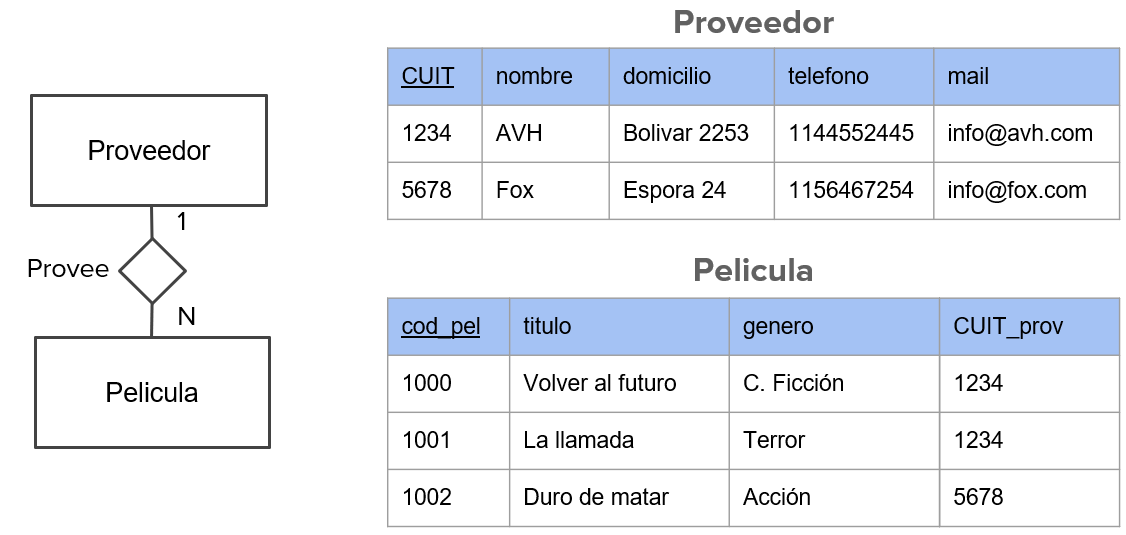 Proveedor
1
Provee
N
Pelicula
Proveedor
CUIT nombre domicilio telefono mail
1234 AVH Bolivar 2253 1144552445 info@avh.com
5678 Fox Espora 24 1156467254 info@fox.com
Pelicula
cod_pel titulo genero CUIT_prov
1000 Volver al futuro C. Ficción 1234
1001 La llamada Terror 1234
1002 Duro de matar Acción 5678